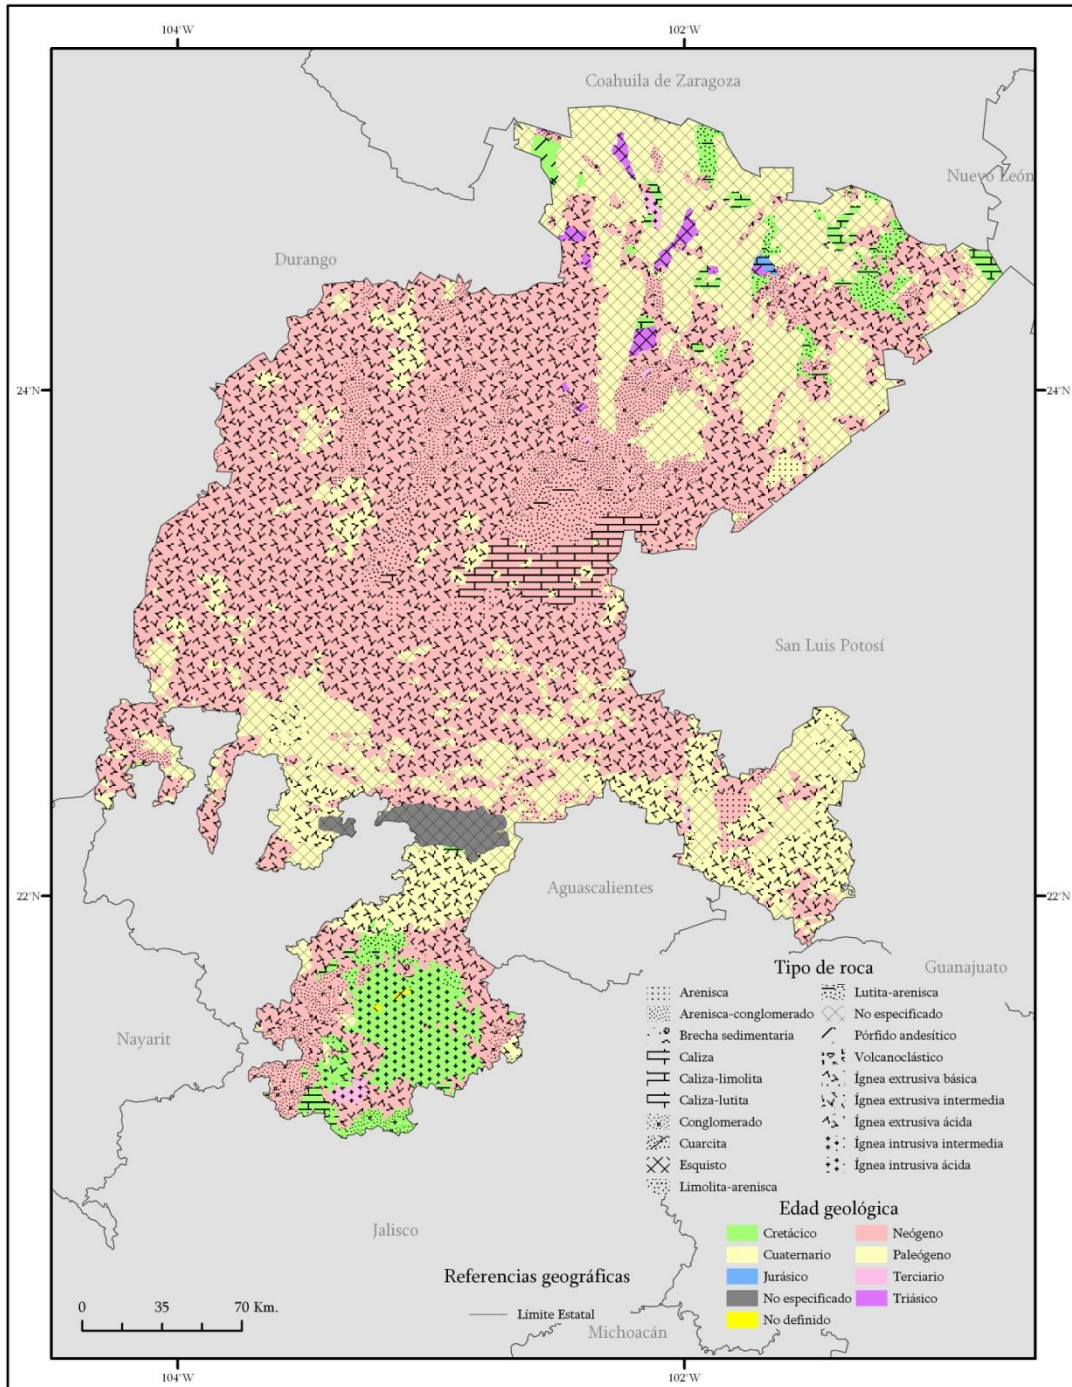 104°W
102°W
Coahuila de Zaragoza
Nuevo León
Durango
24°N
24°N
San Luis Potosí
22°N
22°N
Aguascalientes
Guanajuato
Nayarit
Jalisco
Michoacán
Tipo de roca
Arenisca
Arenisca-conglomerado
Brecha sedimentaria
Caliza
Caliza-limolita
Caliza-lutita
Conglomerado
Cuarcita
Esquisto
Limolita-arenisca
Lutita-arenisca
No especificado
Pórfido andesítico
Volcanoclástico
Ígnea extrusiva básica
Ígnea extrusiva intermedia
Ígnea extrusiva ácida
Ígnea intrusiva intermedia
Ígnea intrusiva ácida
Edad geológica
Cretácico
Cuaternario
Jurásico
No especificado
No definido
Neógeno
Paleógeno
Terciario
Triásico
Referencias geográficas
Límite Estatal
0 35 70 Km.
104°W
102°W